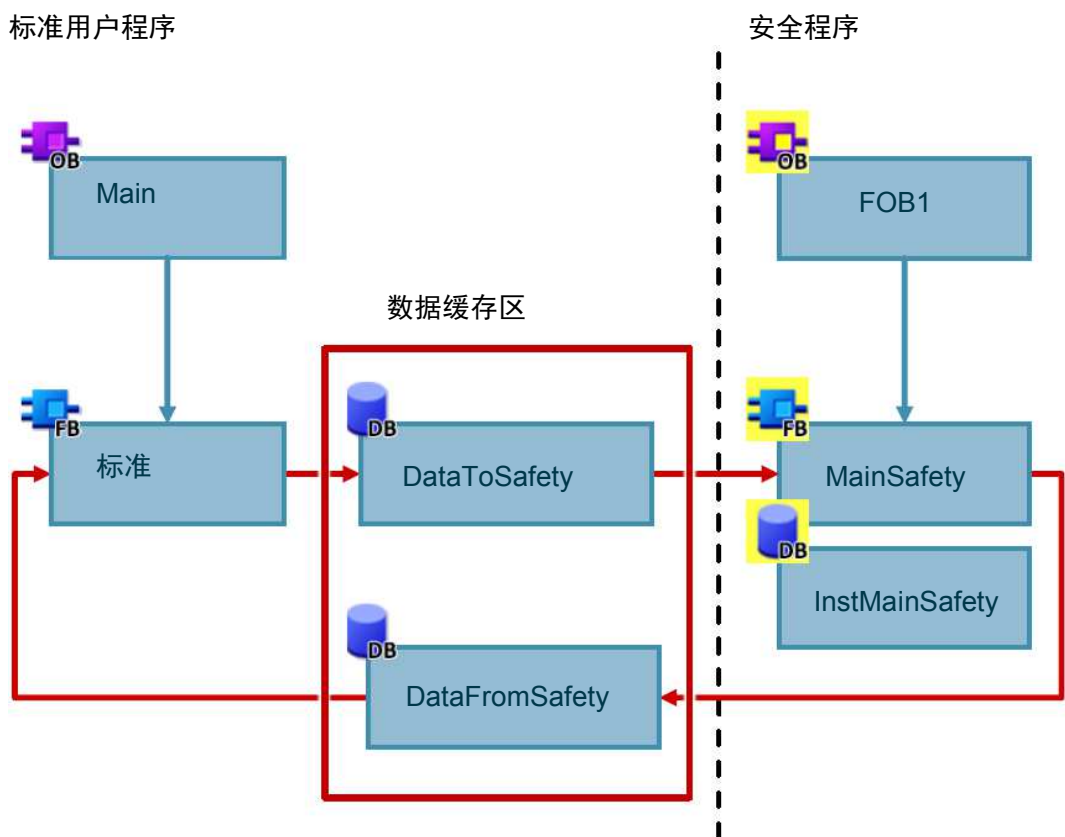 标准用户程序
安全程序
OB
Main
OB
FOB1
数据缓存区
FB
标准
DB
DataToSafety
FB
MainSafety
DB
InstMainSafety
DB
DataFromSafety